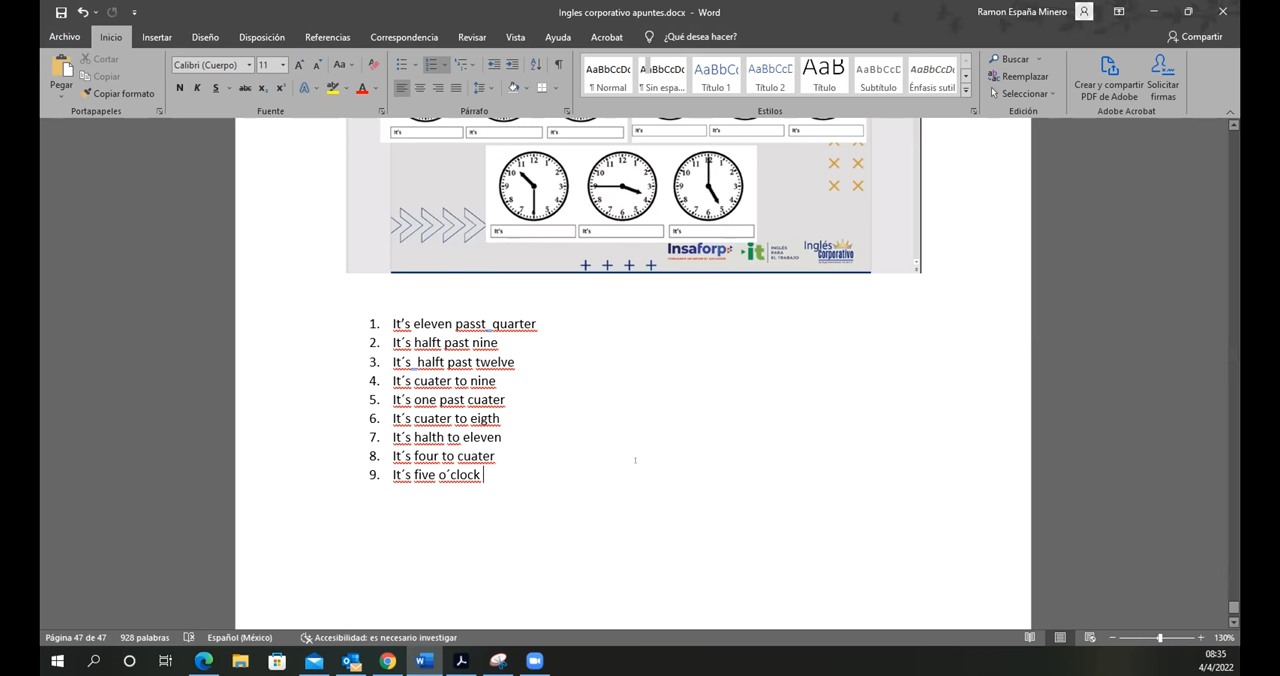 Ingles corporativo apuntes.docx - Word
Ramon España Minero
Archivo Inicio Insertar Diseño Disposición Referencias Correspondencia Revisar Vista Ayuda Acrobat ¿Qué desea hacer? Compartir
Pegar
Cortar
Copiar
Copiar formato
Portapapeles
Calibri (Cuerpo) 11
N K S abc x₂ x²
Fuente
Párrafo
AaBbCcDc AaBbCcDc AaBbCc AaBbCcD AaB AaBbCcD AaBbCcDc
¶ Normal ¶ Sin espa... Título 1 Título 2 Título Subtítulo Énfasis sutil
Estilos
Buscar
Reemplazar
Seleccionar
Edición
Crear y compartir PDF de Adobe
Solicitar firmas
Adobe Acrobat
It's It's It's It's It's It's
It's It's It's
Insaforp it INGLÉS PARA EL TRABAJO Inglés corporativo
1. It's eleven passt  quarter
2. It´s halft past nine
3. It´s  halft past twelve
4. It´s cuater to nine
5. It´s one past cuater
6. It´s cuater to eigth
7. It´s halth to eleven
8. It´s four to cuater
9. It´s five o´clock
Página 47 de 47 928 palabras Español (México) Accesibilidad: es necesario investigar 130%
08:35
4/4/2022